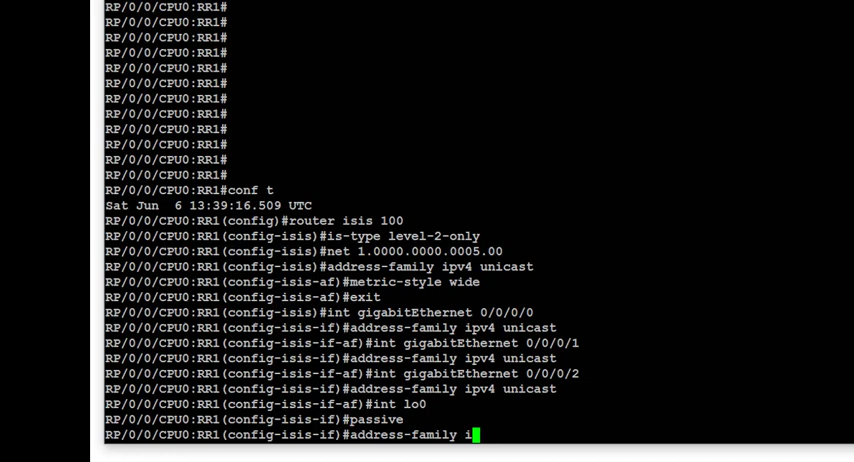 RP/0/0/CPU0:RR1#
RP/0/0/CPU0:RR1#
RP/0/0/CPU0:RR1#
RP/0/0/CPU0:RR1#
RP/0/0/CPU0:RR1#
RP/0/0/CPU0:RR1#
RP/0/0/CPU0:RR1#
RP/0/0/CPU0:RR1#
RP/0/0/CPU0:RR1#
RP/0/0/CPU0:RR1#
RP/0/0/CPU0:RR1#
RP/0/0/CPU0:RR1#
RP/0/0/CPU0:RR1#conf t
Sat Jun  6 13:39:16.509 UTC
RP/0/0/CPU0:RR1(config)#router isis 100
RP/0/0/CPU0:RR1(config-isis)#is-type level-2-only
RP/0/0/CPU0:RR1(config-isis)#net 1.0000.0000.0005.00
RP/0/0/CPU0:RR1(config-isis)#address-family ipv4 unicast
RP/0/0/CPU0:RR1(config-isis-af)#metric-style wide
RP/0/0/CPU0:RR1(config-isis-af)#exit
RP/0/0/CPU0:RR1(config-isis)#int gigabitEthernet 0/0/0/0
RP/0/0/CPU0:RR1(config-isis-if)#address-family ipv4 unicast
RP/0/0/CPU0:RR1(config-isis-if-af)#int gigabitEthernet 0/0/0/1
RP/0/0/CPU0:RR1(config-isis-if)#address-family ipv4 unicast
RP/0/0/CPU0:RR1(config-isis-if-af)#int gigabitEthernet 0/0/0/2
RP/0/0/CPU0:RR1(config-isis-if)#address-family ipv4 unicast
RP/0/0/CPU0:RR1(config-isis-if-af)#int lo0
RP/0/0/CPU0:RR1(config-isis-if)#passive
RP/0/0/CPU0:RR1(config-isis-if)#address-family i